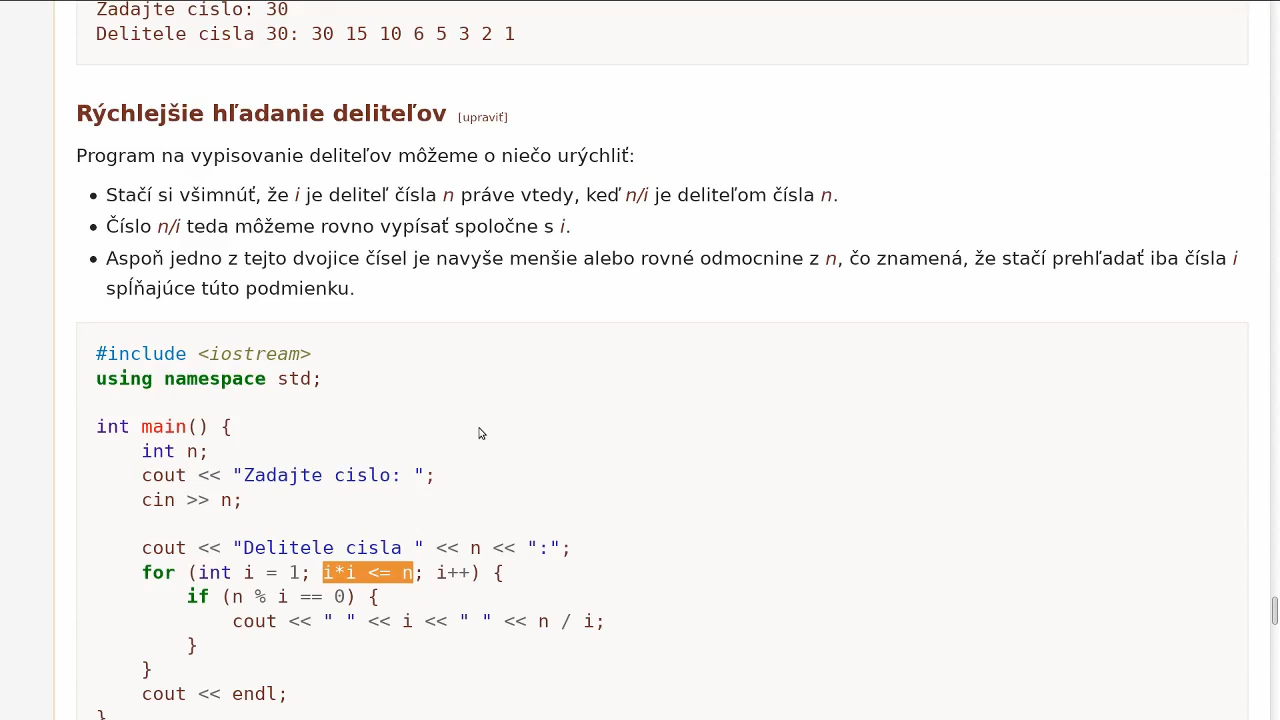 Zadajte cislo: 30
Delitele cisla 30: 30 15 10 6 5 3 2 1
Rýchlejšie hľadanie deliteľov [upraviť]
Program na vypisovanie deliteľov môžeme o niečo urýchliť:
• Stačí si všimnúť, že i je deliteľ čísla n práve vtedy, keď n/i je deliteľom čísla n.
• Číslo n/i teda môžeme rovno vypísať spoločne s i.
• Aspoň jedno z tejto dvojice čísel je navyše menšie alebo rovné odmocnine z n, čo znamená, že stačí prehľadať iba čísla i
spĺňajúce túto podmienku.
#include <iostream>
using namespace std;
int main() {
    int n;
    cout << "Zadajte cislo: ";
    cin >> n;
    cout << "Delitele cisla " << n << ":";
    for (int i = 1; i*i <= n; i++) {
        if (n % i == 0) {
            cout << " " << i << " " << n / i;
        }
    }
    cout << endl;
}